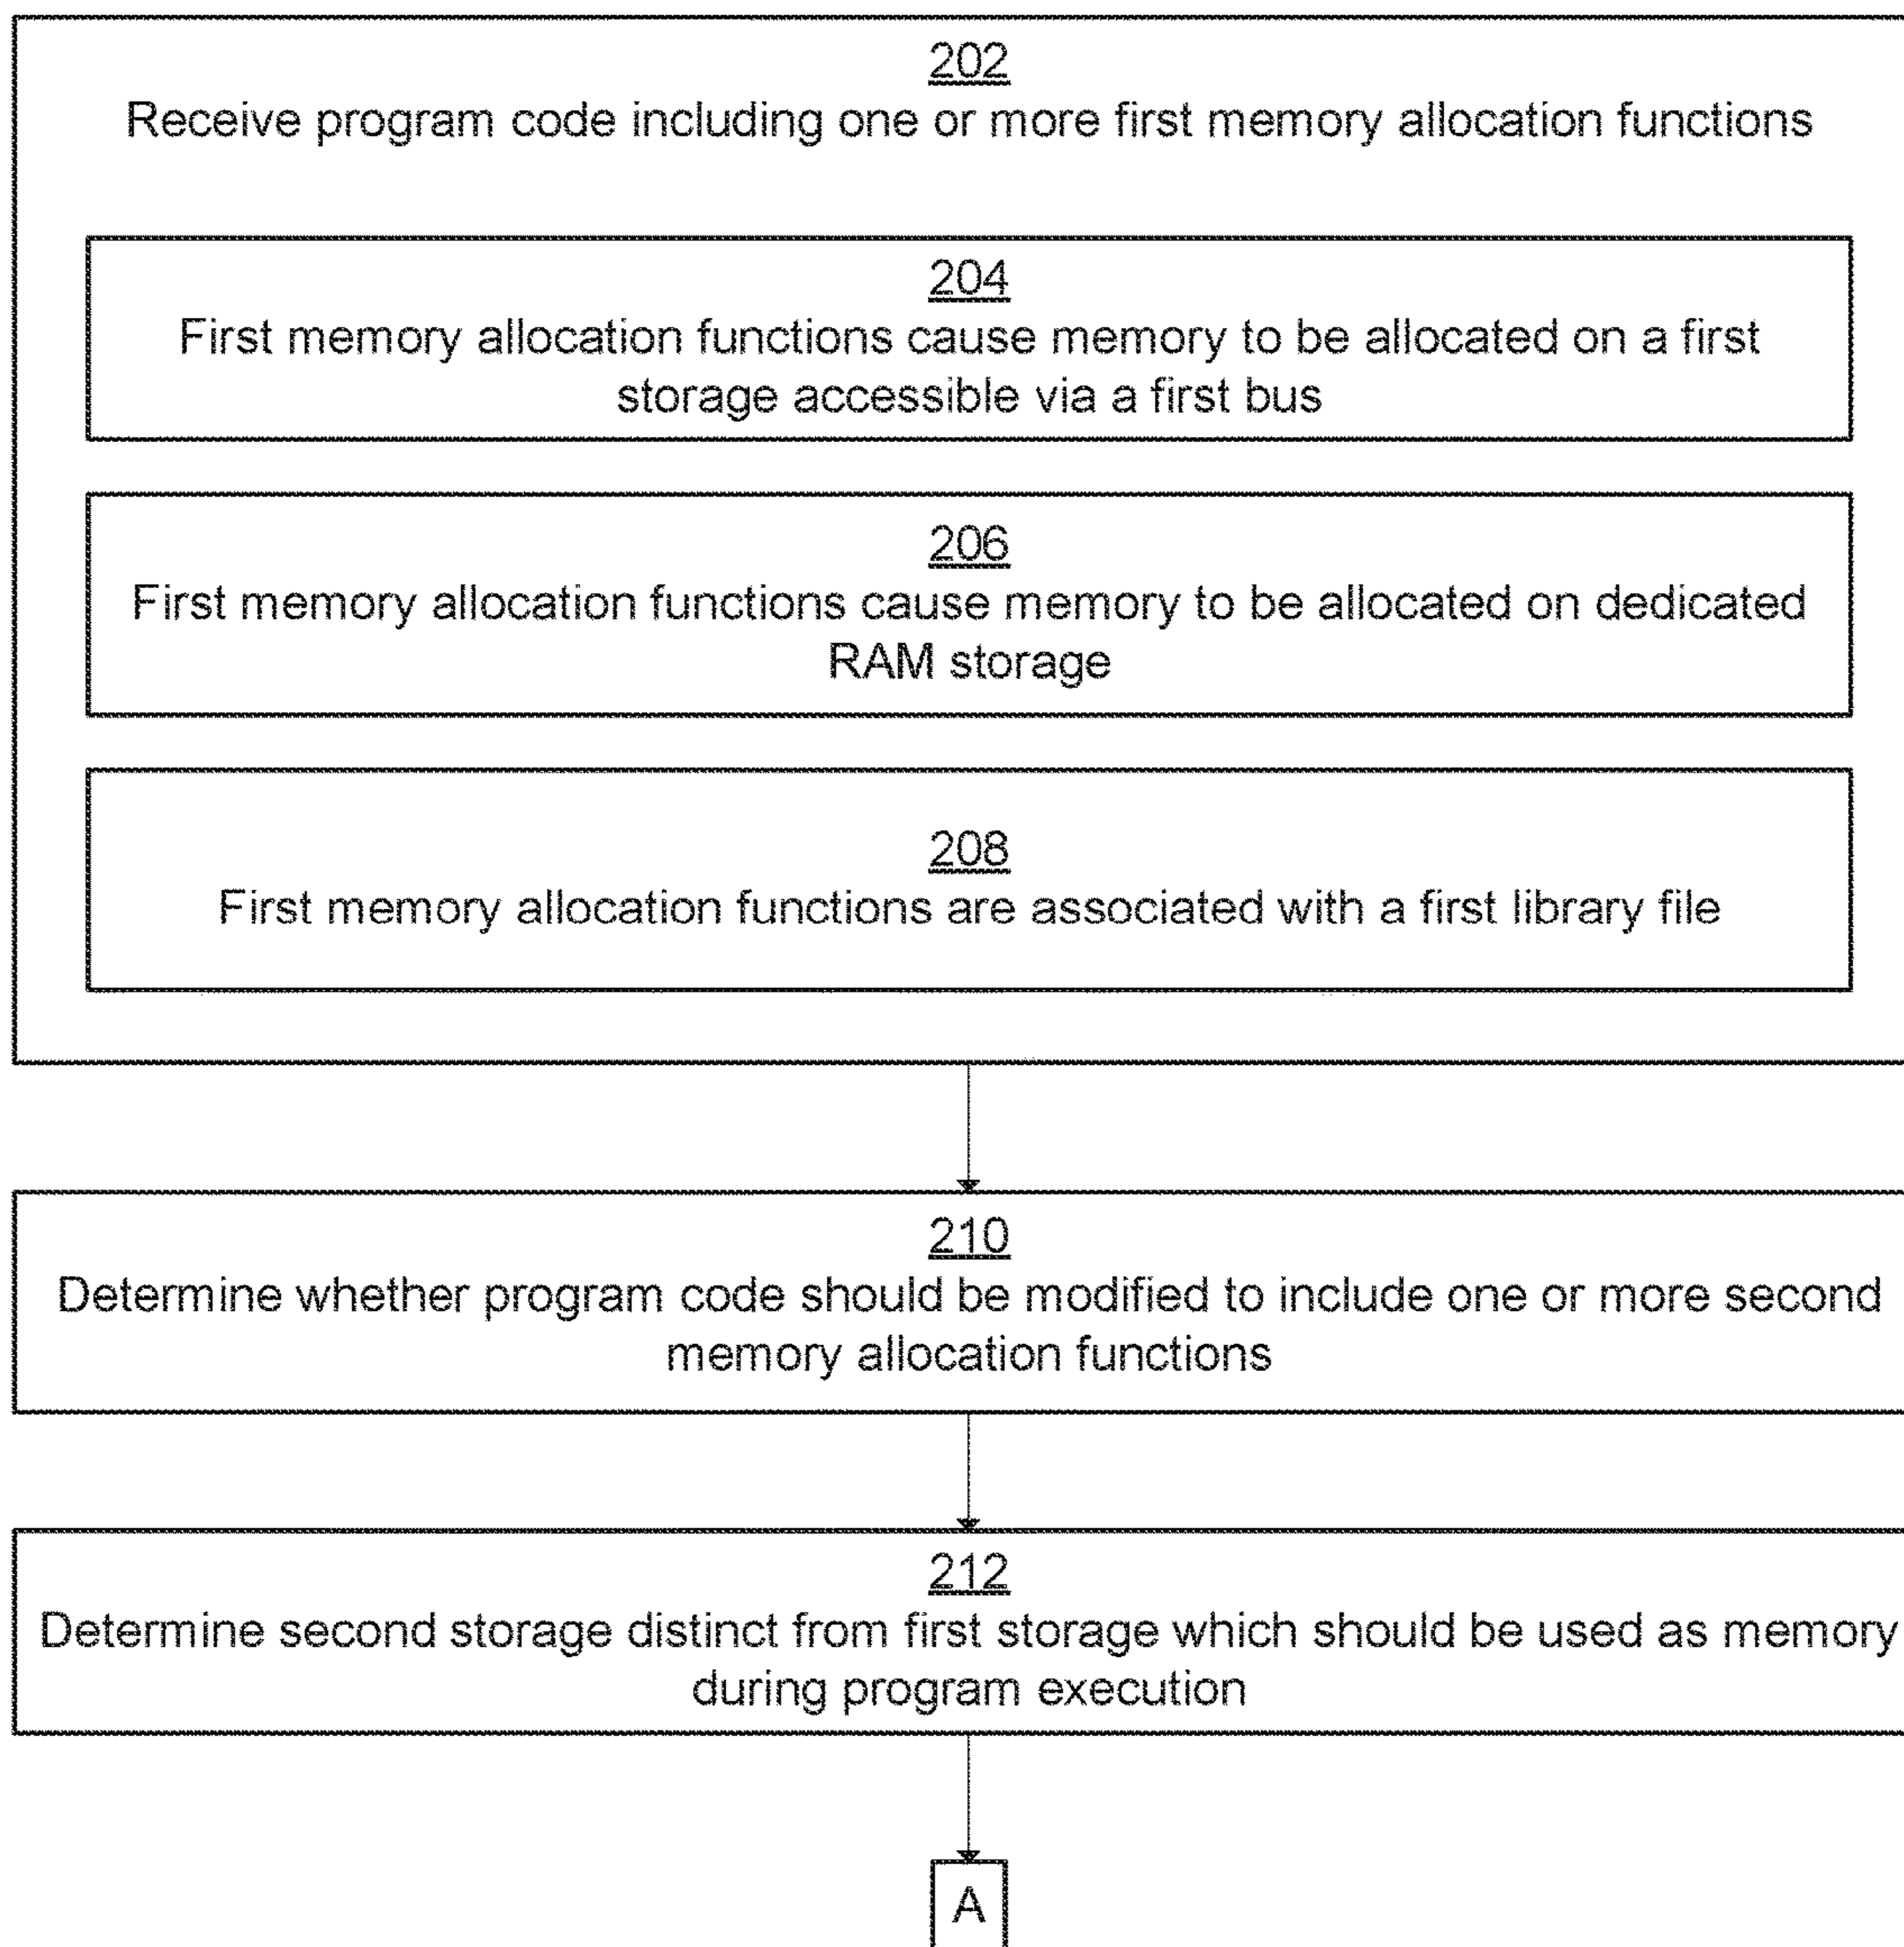 202
Receive program code including one or more first memory allocation functions
204
First memory allocation functions cause memory to be allocated on a first
storage accessible via a first bus
206
First memory allocation functions cause memory to be allocated on dedicated
RAM storage
208
First memory allocation functions are associated with a first library file
210
Determine whether program code should be modified to include one or more second
memory allocation functions
212
Determine second storage distinct from first storage which should be used as memory
during program execution
A